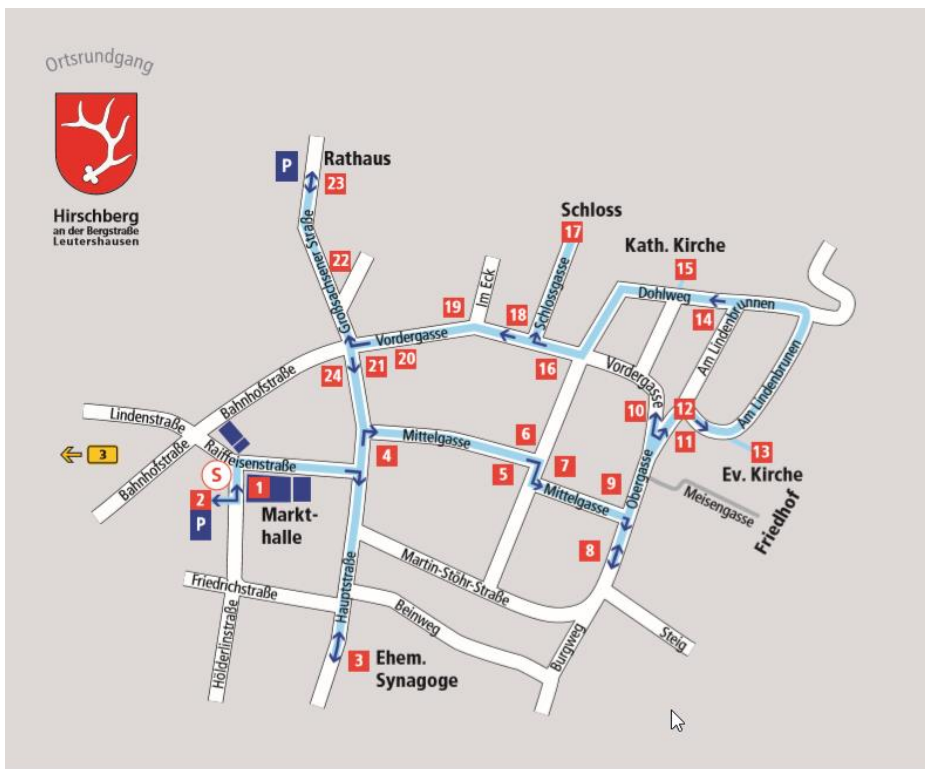 Ortsrundgang
Hirschberg
an der Bergstraße
Leutershausen
P
Rathaus
23
Großsachsener Straße
22
Schloss
17
Schlossgasse
Kath. Kirche
15
Dohlweg
14
Am Lindenbrunnen
Im Eck
19
18
Vordergasse
20
21
24
16
Vordergasse
Am Lindenbrunen
Bahnhofstraße
Lindenstraße
3
Bahnhofstraße
Raiffeisenstraße
S
1
2
P
Markt-
halle
4
Mittelgasse
6
5
7
Mittelgasse
9
8
Obergasse
10
12
11
13
Ev. Kirche
Meisengasse
Friedhof
Martin-Stöhr-Straße
Friedrichstraße
Hölderlinstraße
Hauptstraße
Beinweg
Burgweg
Steig
3
Ehem.
Synagoge